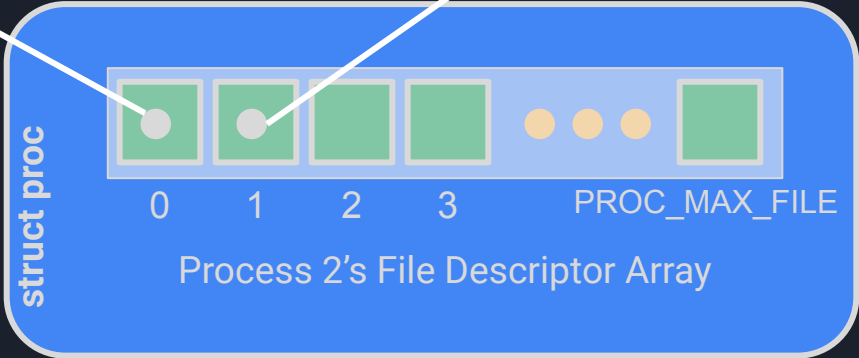 struct proc
0 1 2 3 PROC_MAX_FILE
Process 2’s File Descriptor Array